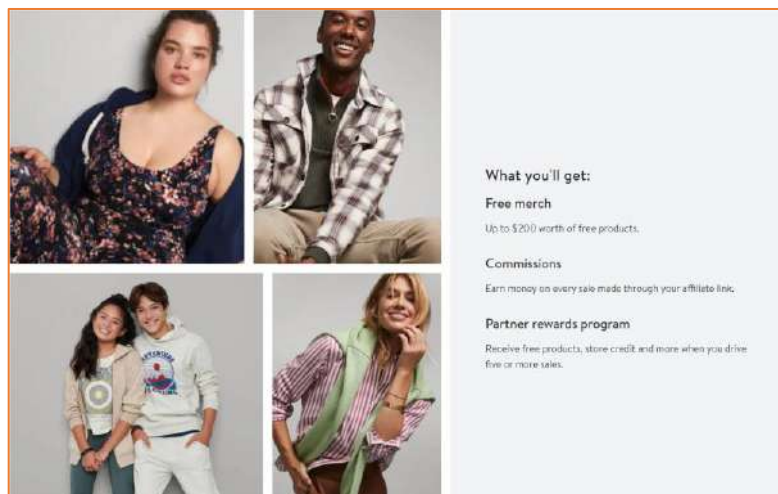 What you'll get:
Free merch
Up to $200 worth of free products.
Commissions
Earn money on every sale made through your affiliate link.
Partner rewards program
Receive free products, store credit and more when you drive
five or more sales.
ADVENTURE